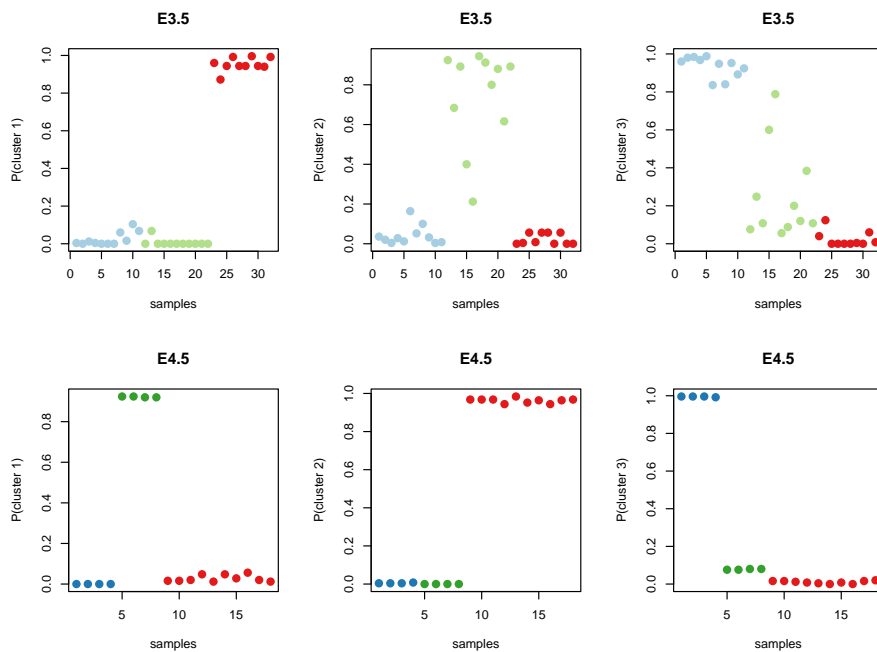 E3.5 E3.5 E3.5
P(cluster 1)
0.0 0.2 0.4 0.6 0.8 1.0
0 5 10 15 20 25 30
samples
P(cluster 2)
0.0 0.2 0.4 0.6 0.8
0 5 10 15 20 25 30
samples
P(cluster 3)
0.0 0.2 0.4 0.6 0.8 1.0
0 5 10 15 20 25 30
samples
E4.5 E4.5 E4.5
P(cluster 1)
0.0 0.2 0.4 0.6 0.8
5 10 15
samples
P(cluster 2)
0.0 0.2 0.4 0.6 0.8 1.0
5 10 15
samples
P(cluster 3)
0.0 0.2 0.4 0.6 0.8 1.0
5 10 15
samples